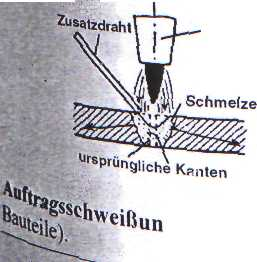 Zusatzdraht
Schmelze
ursprüngliche Kanten
Auftragsschweißun
Bauteile).